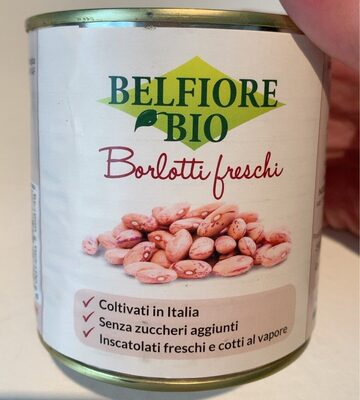 BELFIORE
BIO
Borlotti freschi
Coltivati in Italia
Senza zuccheri aggiunti
Inscatolati freschi e cotti al vapore